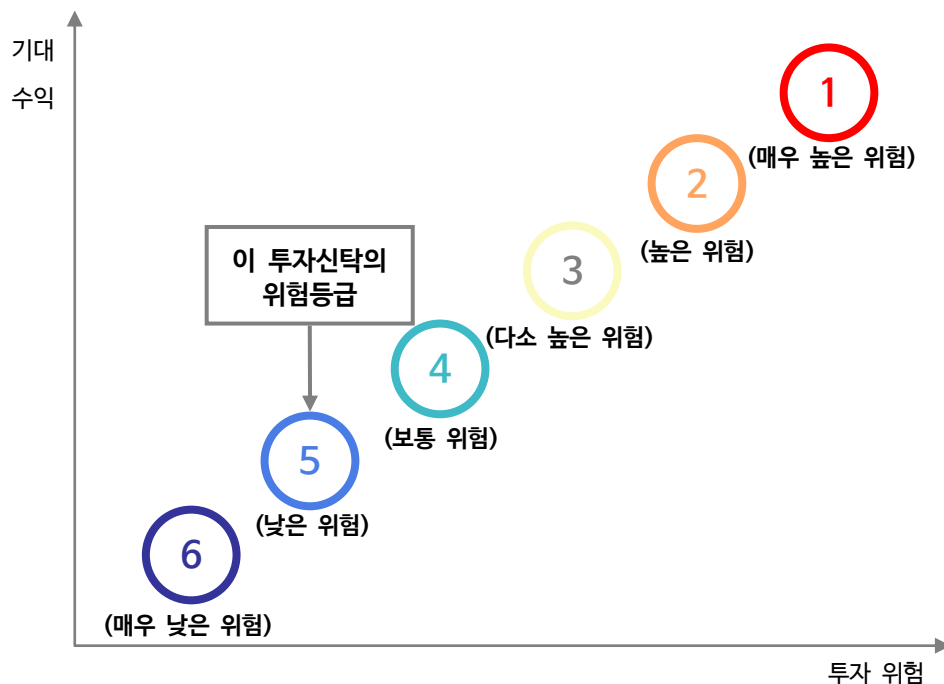 기대
수익
1
(매우 높은 위험)
2
(높은 위험)
이 투자신탁의
위험등급
3
(다소 높은 위험)
4
(보통 위험)
5
(낮은 위험)
6
(매우 낮은 위험)
투자 위험